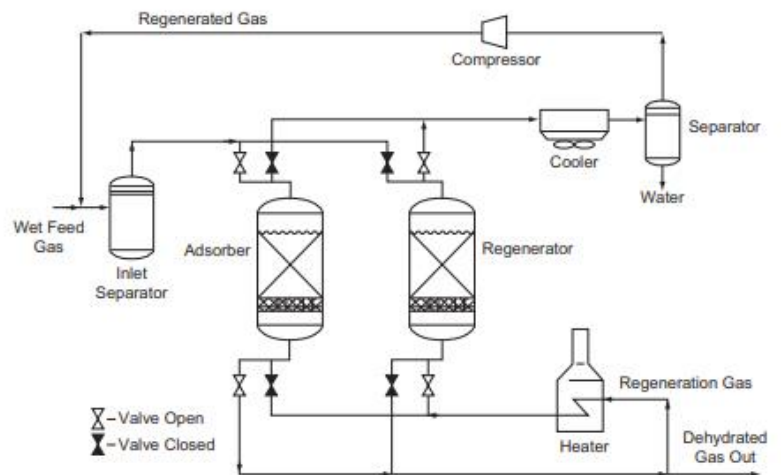 Regenerated Gas
Compressor
Separator
Cooler
Water
Wet Feed
Gas
Inlet
Separator
Adsorber
Regenerator
Regeneration Gas
–Valve Open
–Valve Closed
Heater
Dehydrated
Gas Out